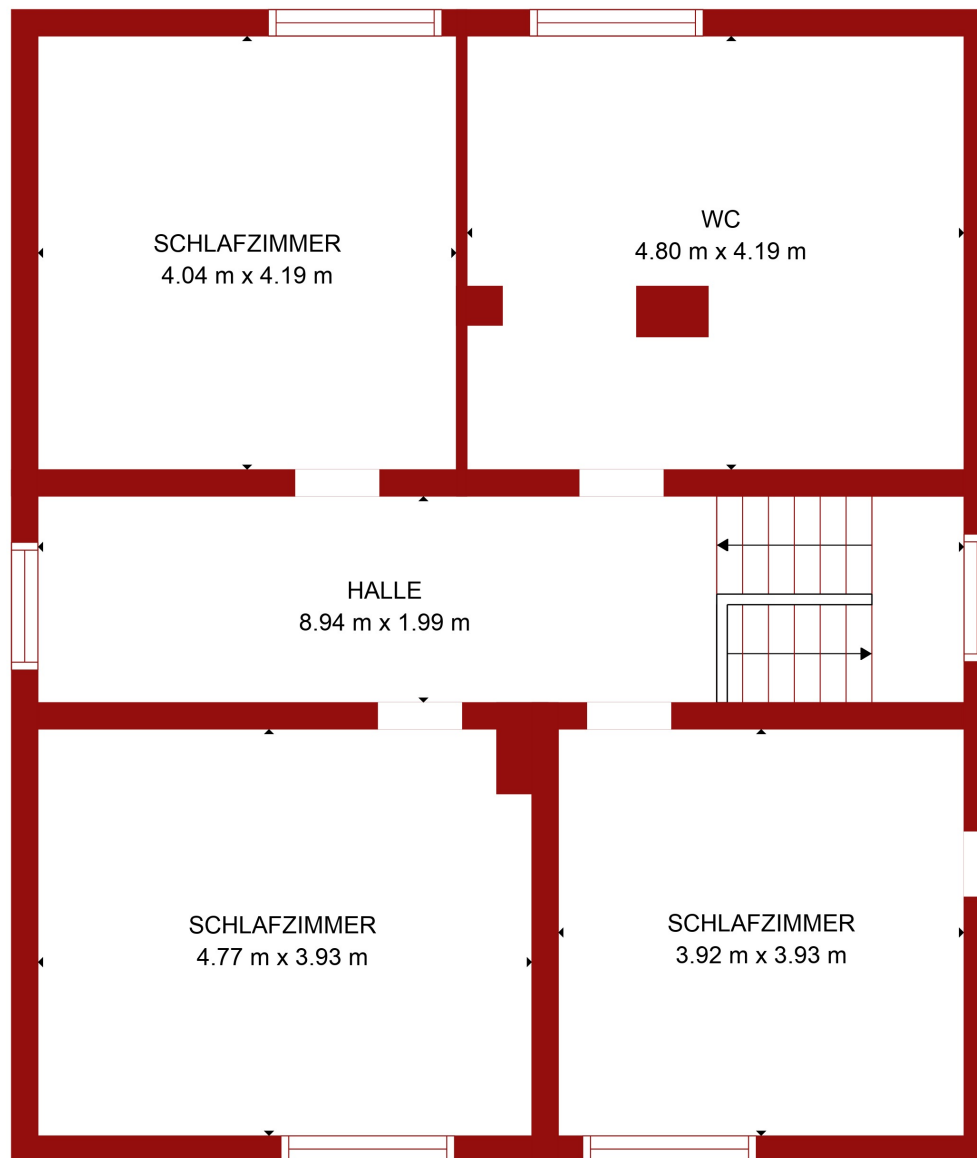 SCHLAFZIMMER
4.04 m x 4.19 m
WC
4.80 m x 4.19 m
HALLE
8.94 m x 1.99 m
SCHLAFZIMMER
4.77 m x 3.93 m
SCHLAFZIMMER
3.92 m x 3.93 m